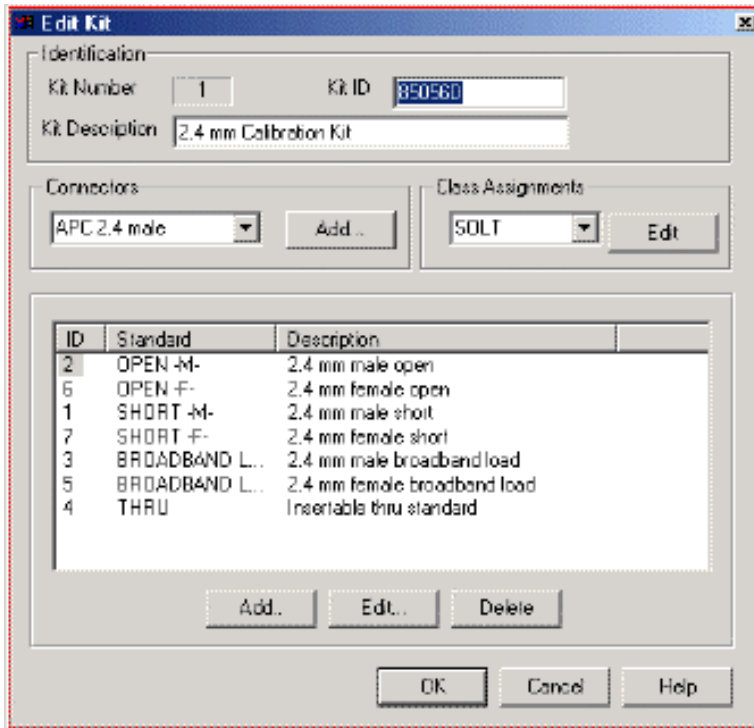 Edit Kit
Identification
Kit Number 1 Kit ID 85056D
Kit Description 2.4 mm Calibration Kit
Connectors
APC 2.4 male Add...
Class Assignments
SOLT Edit
ID Standard Description
2 OPEN -M- 2.4 mm male open
6 OPEN -F- 2.4 mm female open
1 SHORT -M- 2.4 mm male short
7 SHORT -F- 2.4 mm female short
3 BROADBAND L... 2.4 mm male broadband load
5 BROADBAND L... 2.4 mm female broadband load
4 THRU Insertable thru standard
Add.. Edit... Delete
OK Cancel Help